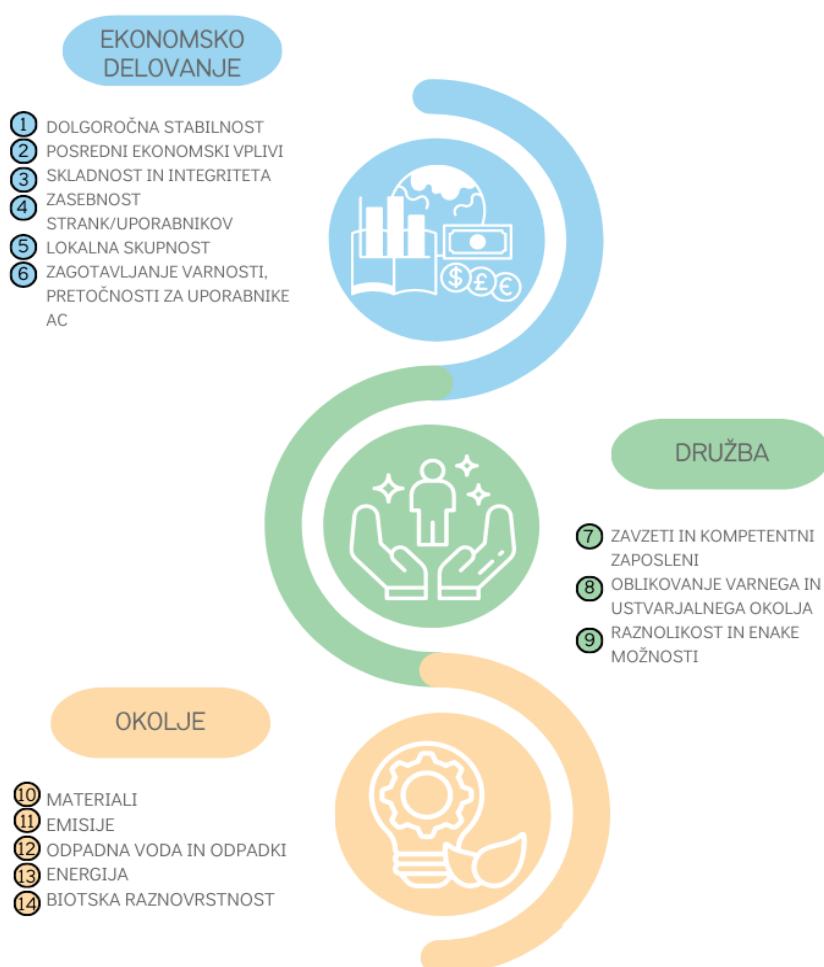 EKONOMSKO
DELOVANJE
1 DOLGOROČNA STABILNOST
2 POSREDNI EKONOMSKI VPLIVI
3 SKLADNOST IN INTEGRITETA
4 ZASEBNOST
STRANK/UPORABNIKOV
5 LOKALNA SKUPNOST
6 ZAGOTAVLJANJE VARNOSTI,
PRETOČNOSTI ZA UPORABNIKE
AC
$ £ €
DRUŽBA
7 ZAVZETI IN KOMPETENTNI
ZAPOSLENI
8 OBLIKOVANJE VARNEGA IN
USTVARJALNEGA OKOLJA
9 RAZNOLIKOST IN ENAKE
MOŽNOSTI
OKOLJE
10 MATERIALI
11 EMISIJE
12 ODPADNA VODA IN ODPADKI
13 ENERGIJA
14 BIOTSKA RAZNOVRSTNOST